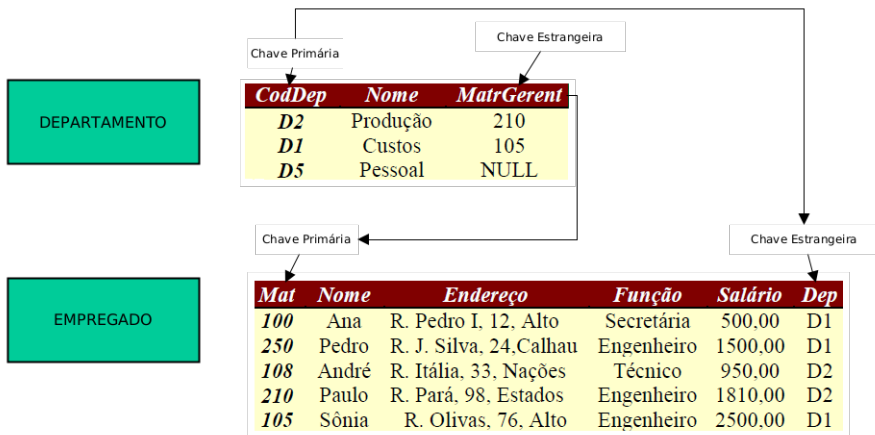 Chave Estrangeira
Chave Primária
DEPARTAMENTO
CodDep Nome MatrGerent
D2 Produção 210
D1 Custos 105
D5 Pessoal NULL
Chave Primária
Chave Estrangeira
EMPREGADO
Mat Nome Endereço Função Salário Dep
100 Ana R. Pedro I, 12, Alto Secretária 500,00 D1
250 Pedro R. J. Silva, 24,Calhau Engenheiro 1500,00 D1
108 André R. Itália, 33, Nações Técnico 950,00 D2
210 Paulo R. Pará, 98, Estados Engenheiro 1810,00 D2
105 Sônia R. Olivas, 76, Alto Engenheiro 2500,00 D1